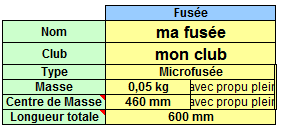 Fusée
Nom ma fusée
Club mon club
Type Microfusée
Masse 0,05 kg avec propu plein
Centre de Masse 460 mm avec propu plein
Longueur totale 600 mm